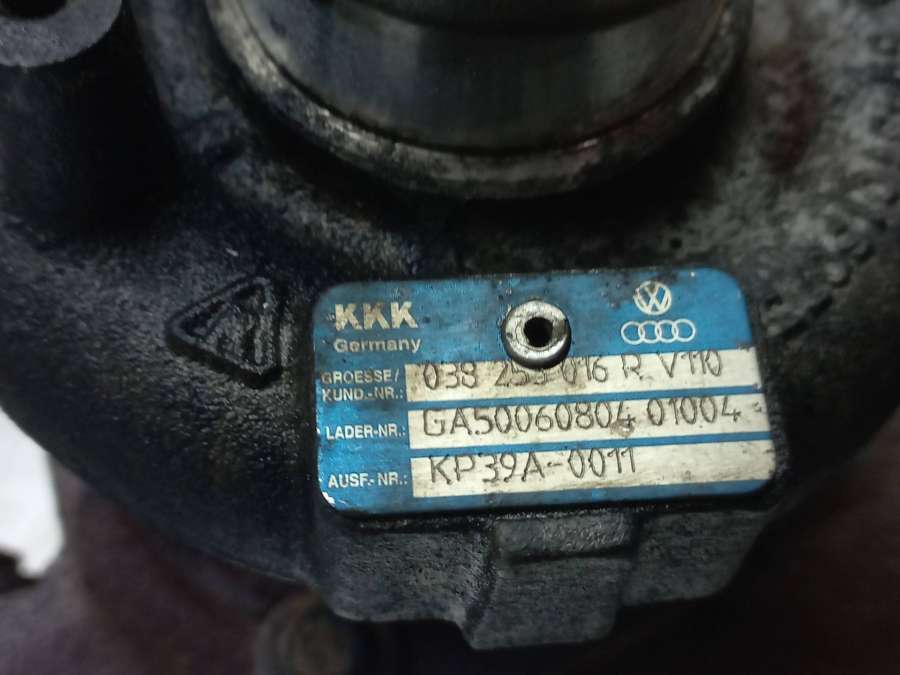 KKK
Germany
GROESSE/
KUND.-NR.: 038 253 016 R V110
LADER-NR.: GA50060804 01004
AUSF.-NR.: KP39A-0011